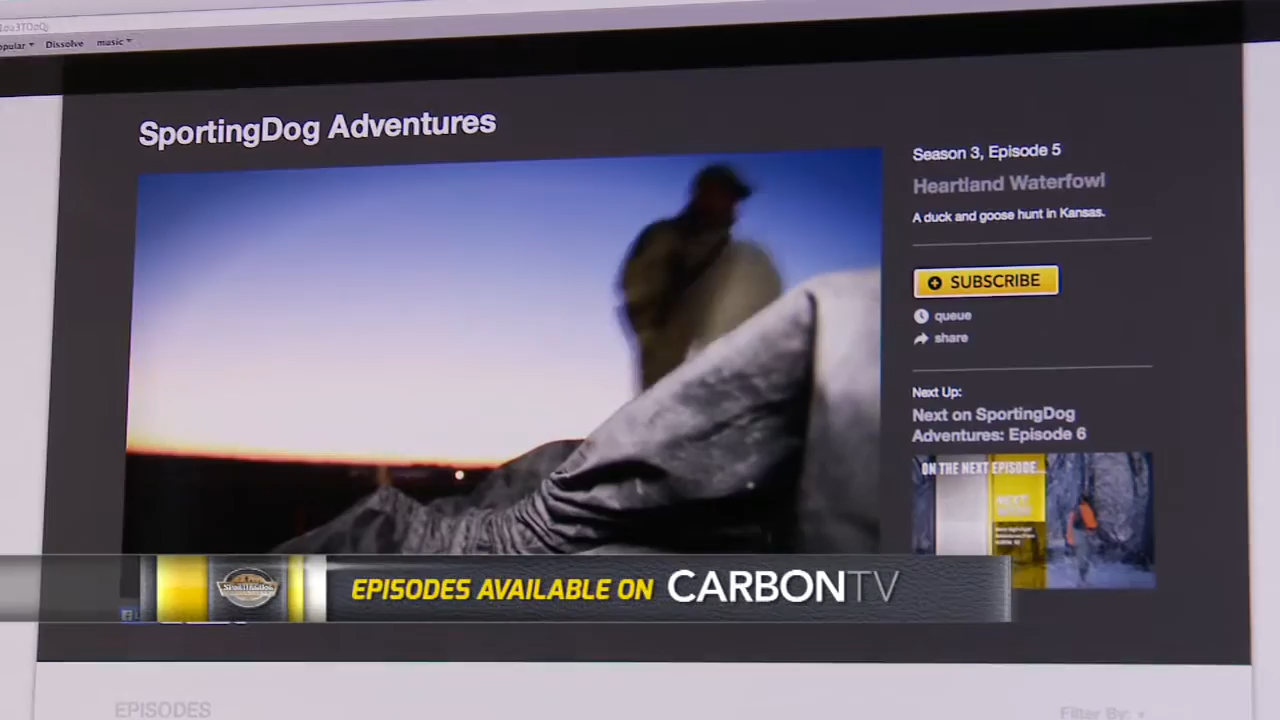 Dissolve
music
SportingDog Adventures
Season 3, Episode 5
Heartland Waterfowl
A duck and goose hunt in Kansas.
SUBSCRIBE
queue
share
Next Up:
Next on SportingDog
Adventures: Episode 6
ON THE NEXT EPISODE...
EPISODES AVAILABLE ON CARBONTV
EPISODES
Filter By: